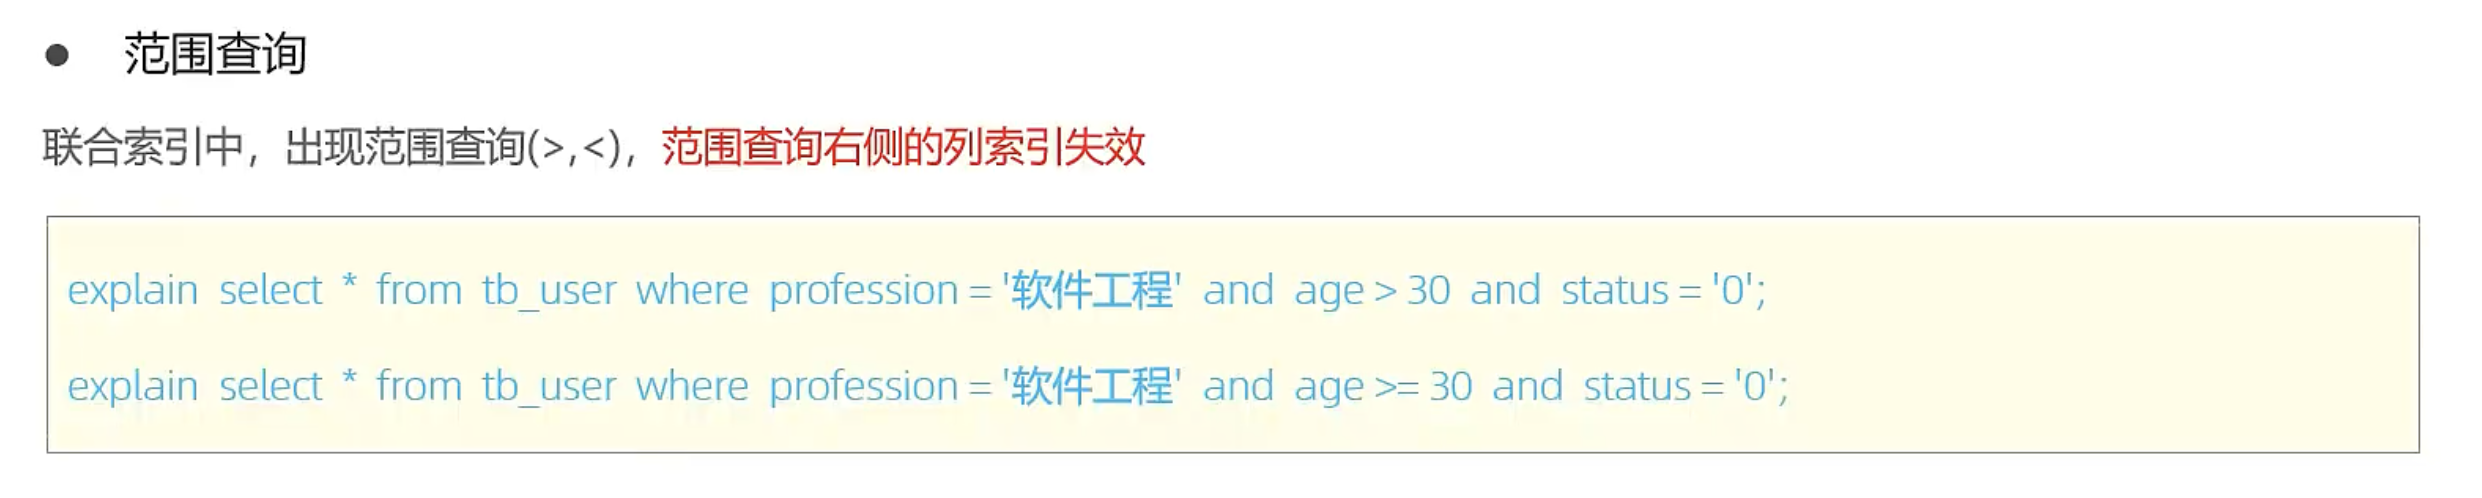 ● 范围查询
联合索引中，出现范围查询(>,<)，范围查询右侧的列索引失效
explain select * from tb_user where profession = '软件工程' and age > 30 and status = '0';
explain select * from tb_user where profession = '软件工程' and age >= 30 and status = '0';